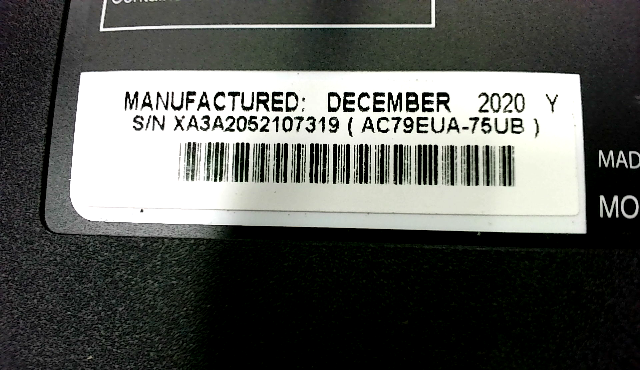 MANUFACTURED: DECEMBER 2020 Y
S/N XA3A2052107319 ( AC79EUA-75UB )
MAD
MO